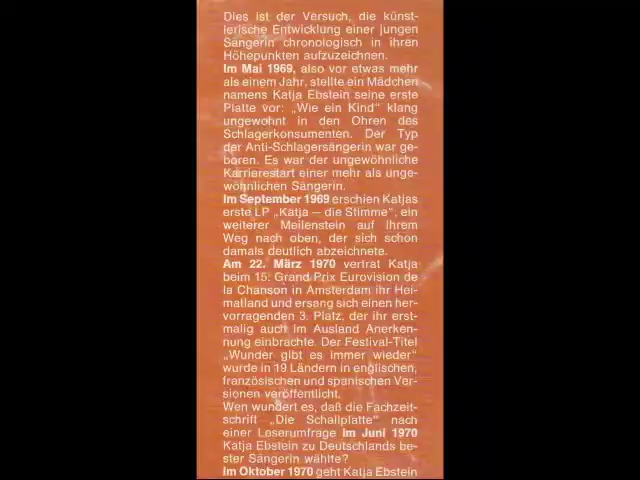 Dies ist der Versuch, die künst-
lerische Entwicklung einer jungen
Sängerin chronologisch in ihren
Höhepunkten aufzuzeichnen.
Im Mai 1969, also vor etwas mehr
als einem Jahr, stellte ein Mädchen
namens Katja Ebstein seine erste
Platte vor: „Wie ein Kind“ klang
ungewohnt in den Ohren des
Schlagerkonsumenten. Der Typ
der Anti-Schlagersängerin war ge-
boren. Es war der ungewöhnliche
Karrierestart einer mehr als unge-
wöhnlichen Sängerin.
Im September 1969 erschien Katjas
erste LP „Katja – die Stimme“, ein
weiterer Meilenstein auf ihrem
Weg nach oben, der sich schon
damals deutlich abzeichnete.
Am 22. März 1970 vertrat Katja
beim 15. Grand Prix Eurovision de
la Chanson in Amsterdam ihr Hei-
matland und ersang sich einen her-
vorragenden 3. Platz, der ihr erst-
malig auch im Ausland Anerken-
nung einbrachte. Der Festival-Titel
„Wunder gibt es immer wieder“
wurde in 19 Ländern in englischen,
französischen und spanischen Ver-
sionen veröffentlicht.
Wen wundert es, daß die Fachzeit-
schrift „Die Schallplatte“ nach
einer Leserumfrage im Juni 1970
Katja Ebstein zu Deutschlands be-
ster Sängerin wählte?
Im Oktober 1970 geht Katja Ebstein